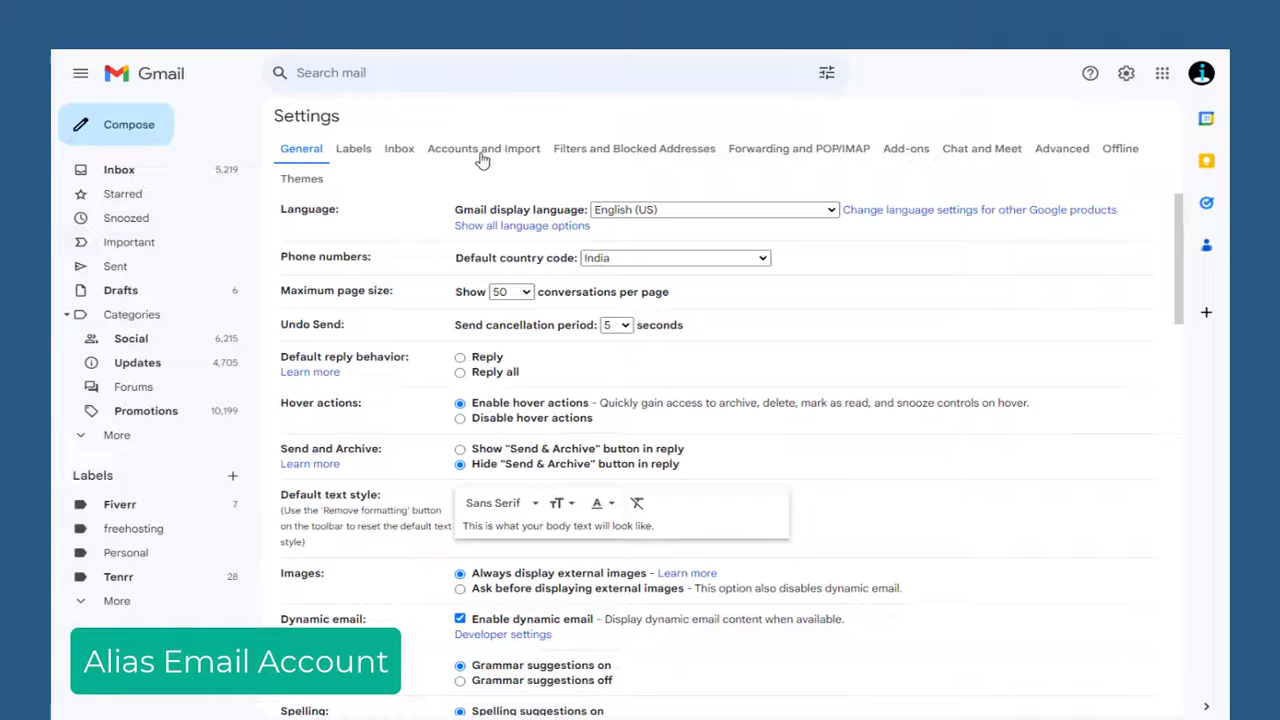 Gmail
Search mail
Compose
Inbox 5,219
Starred
Snoozed
Important
Sent
Drafts 6
Categories
Social 6,215
Updates 4,705
Forums
Promotions 10,199
More
Labels
Fiverr 7
freehosting
Personal
Tenrr 28
More
Settings
General Labels Inbox Accounts and Import Filters and Blocked Addresses Forwarding and POP/IMAP Add-ons Chat and Meet Advanced Offline
Themes
Language: Gmail display language: English (US) Change language settings for other Google products
Show all language options
Phone numbers: Default country code: India
Maximum page size: Show 50 conversations per page
Undo Send: Send cancellation period: 5 seconds
Default reply behavior: Reply
Learn more Reply all
Hover actions: Enable hover actions - Quickly gain access to archive, delete, mark as read, and snooze controls on hover.
Disable hover actions
Send and Archive: Show "Send & Archive" button in reply
Learn more Hide "Send & Archive" button in reply
Default text style: Sans Serif
(Use the 'Remove formatting' button
on the toolbar to reset the default text This is what your body text will look like.
style)
Images: Always display external images - Learn more
Ask before displaying external images - This option also disables dynamic email.
Dynamic email: Enable dynamic email - Display dynamic email content when available.
Developer settings
Grammar suggestions on
Grammar suggestions off
Spelling: Spelling suggestions on
Alias Email Account
31